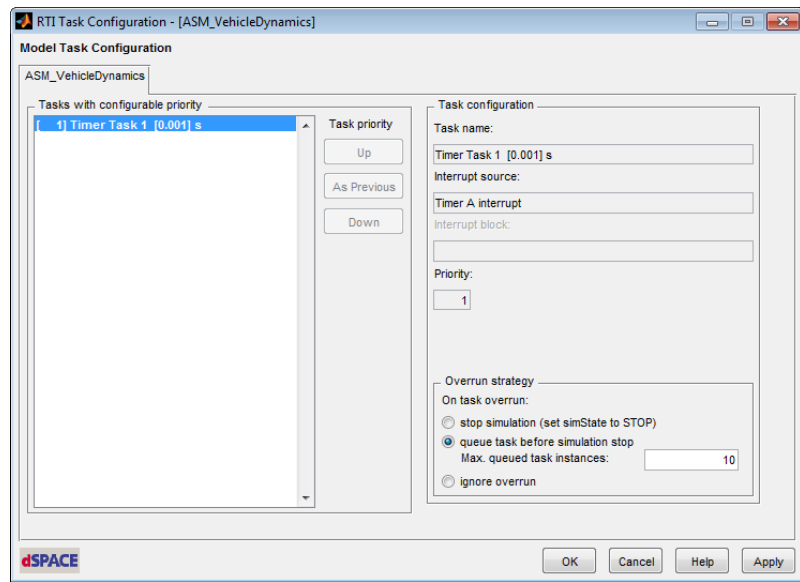 RTI Task Configuration - [ASM_VehicleDynamics]
Model Task Configuration
ASM_VehicleDynamics
Tasks with configurable priority
[ 1] Timer Task 1 [0.001] s
Task priority
Up
As Previous
Down
Task configuration
Task name:
Timer Task 1 [0.001] s
Interrupt source:
Timer A interrupt
Interrupt block:
Priority:
1
Overrun strategy
On task overrun:
stop simulation (set simState to STOP)
queue task before simulation stop
Max. queued task instances: 10
ignore overrun
dSPACE
OK Cancel Help Apply